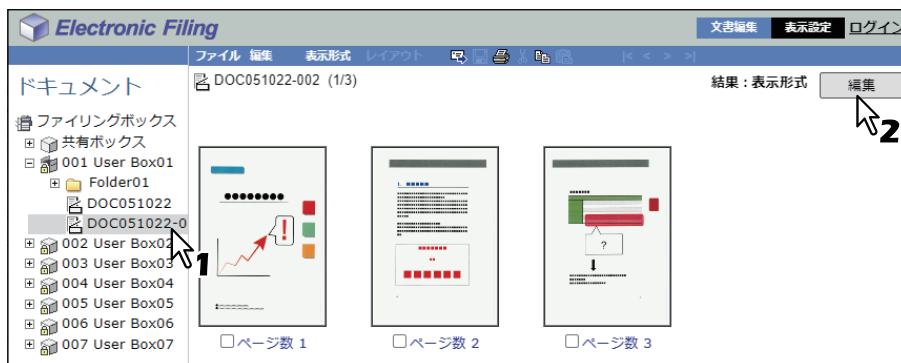 Electronic Filing
文書編集 表示設定 ログイン
ファイル 編集 表示形式 レイアウト |< < > >|
ドキュメント
DOC051022-002 (1/3)
結果：表示形式 編集
2
ファイリングボックス
共有ボックス
001 User Box01
Folder01
DOC051022
DOC051022-0
1
002 User Box02
003 User Box03
004 User Box04
005 User Box05
006 User Box06
007 User Box07
!
1.
?
ページ数 1
ページ数 2
ページ数 3